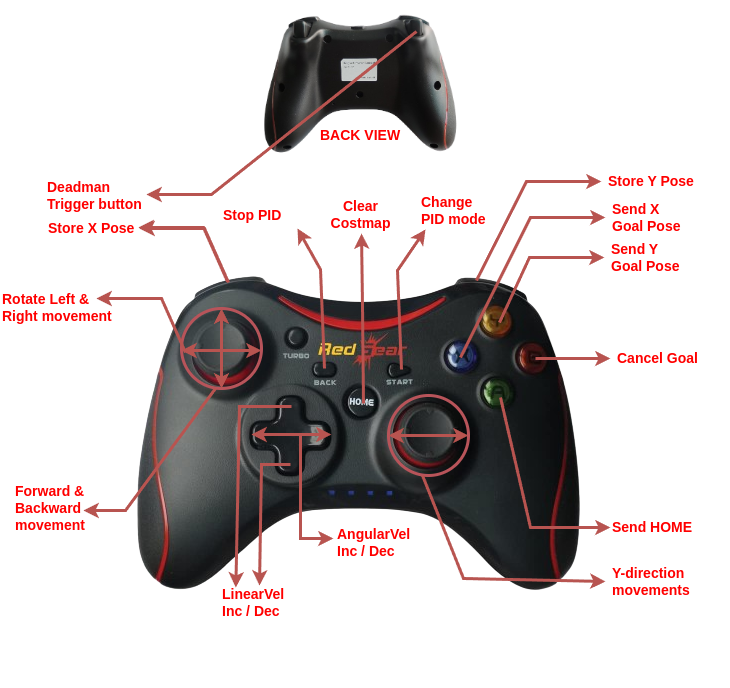 BACK VIEW
Deadman
Trigger button
Store X Pose
Stop PID
Clear
Costmap
Change
PID mode
Store Y Pose
Send X
Goal Pose
Send Y
Goal Pose
Rotate Left &
Right movement
TURBO
RedGear
BACK
START
HOME
Cancel Goal
Forward &
Backward
movement
AngularVel
Inc / Dec
Send HOME
LinearVel
Inc / Dec
Y-direction
movements